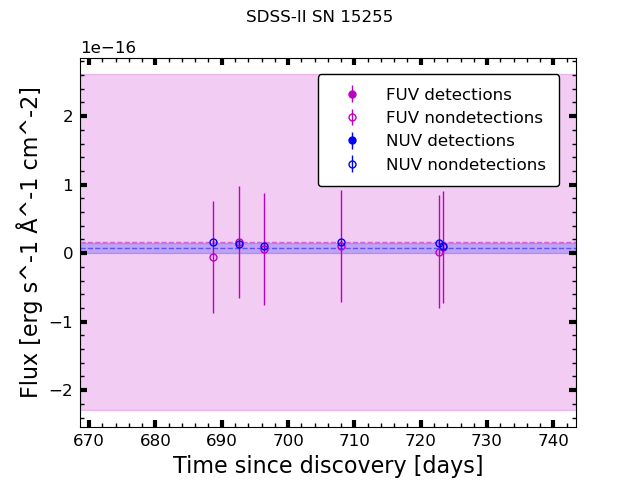 SDSS-II SN 15255
1e−16
FUV detections
FUV nondetections
NUV detections
NUV nondetections
2
1
0
−1
−2
Flux [erg s^-1 Å^-1 cm^-2]
670 680 690 700 710 720 730 740
Time since discovery [days]